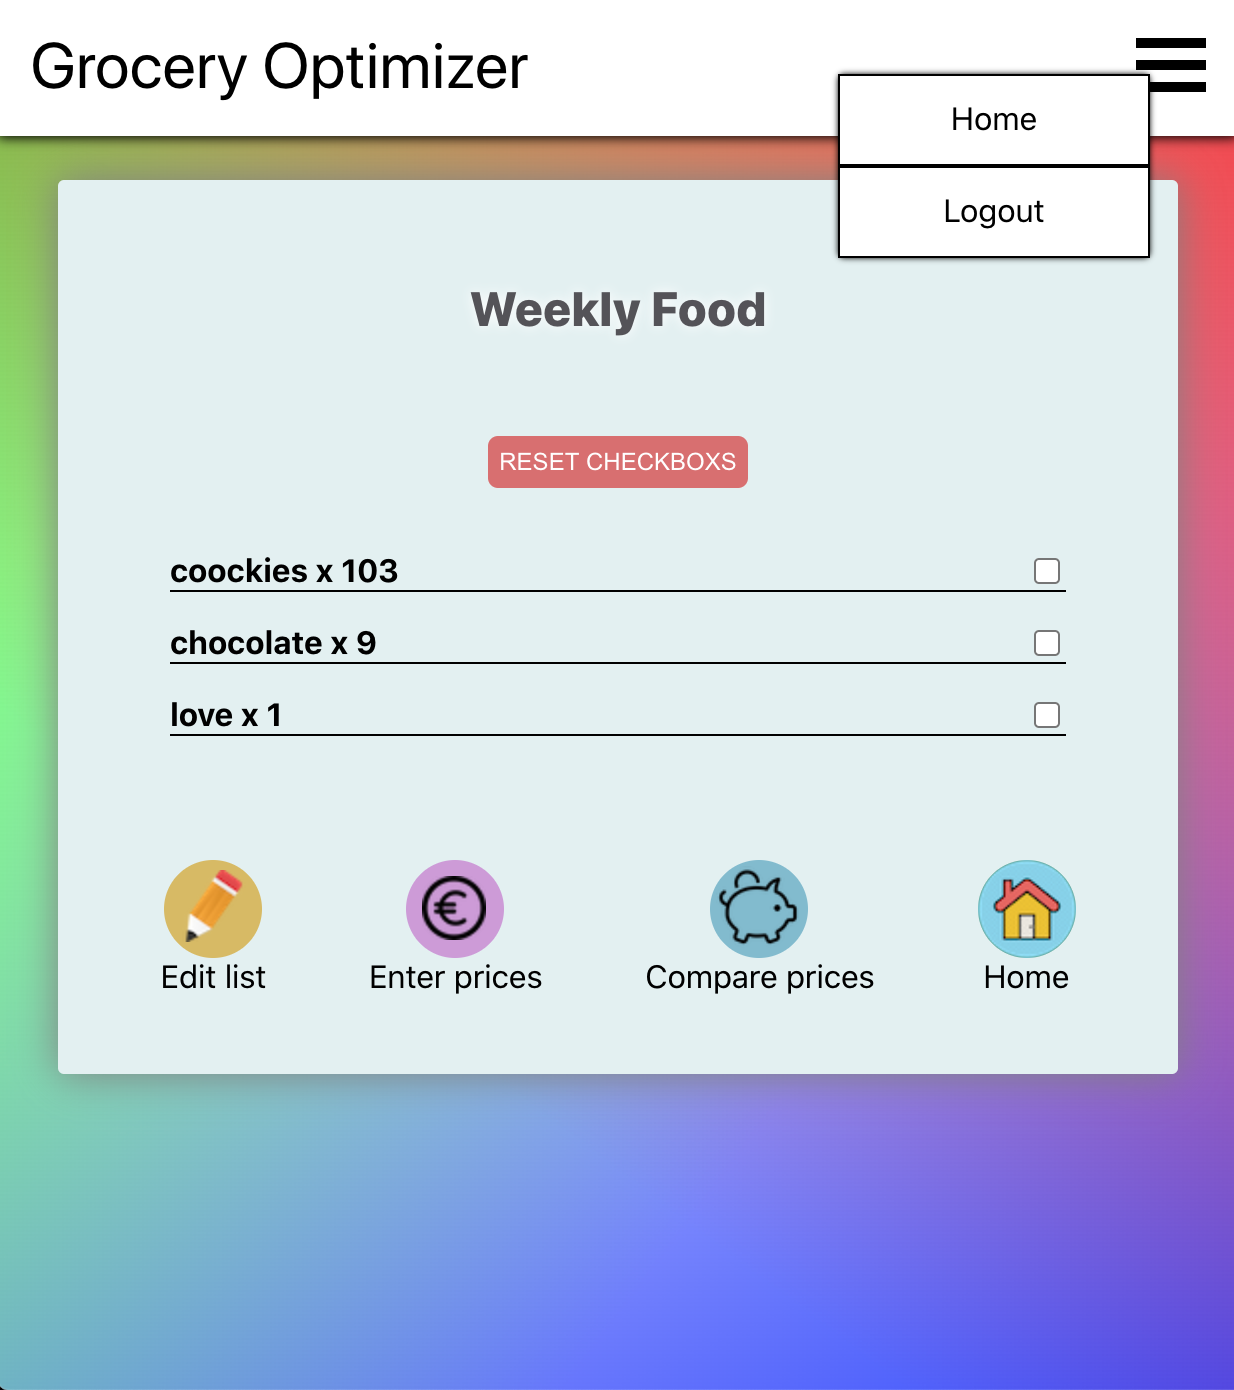 Grocery Optimizer
Home
Logout
Weekly Food
RESET CHECKBOXS
coockies x 103
chocolate x 9
love x 1
Edit list
Enter prices
Compare prices
Home